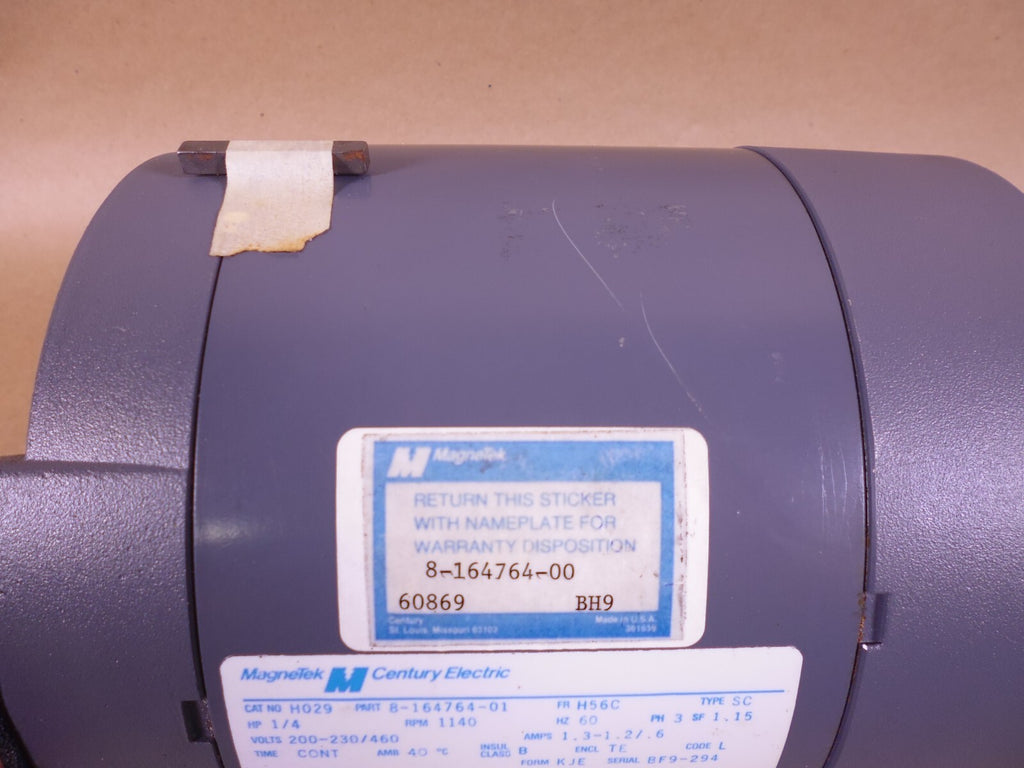 M MagneTek
RETURN THIS STICKER
WITH NAMEPLATE FOR
WARRANTY DISPOSITION
8-164764-00
60869 BH9
Century Made in U.S.A.
St. Louis, Missouri 63103
MagneTek M Century Electric
CAT NO H029 PART 8-164764-01 FR H56C TYPE SC
HP 1/4 RPM 1140 HZ 60 PH 3 SF 1.15
VOLTS 200-230/460 AMPS 1.3-1.2/.6
TIME CONT AMB 40 °C INSUL CLASS B ENCL TE CODE L
FORM KJE SERIAL BF9-294